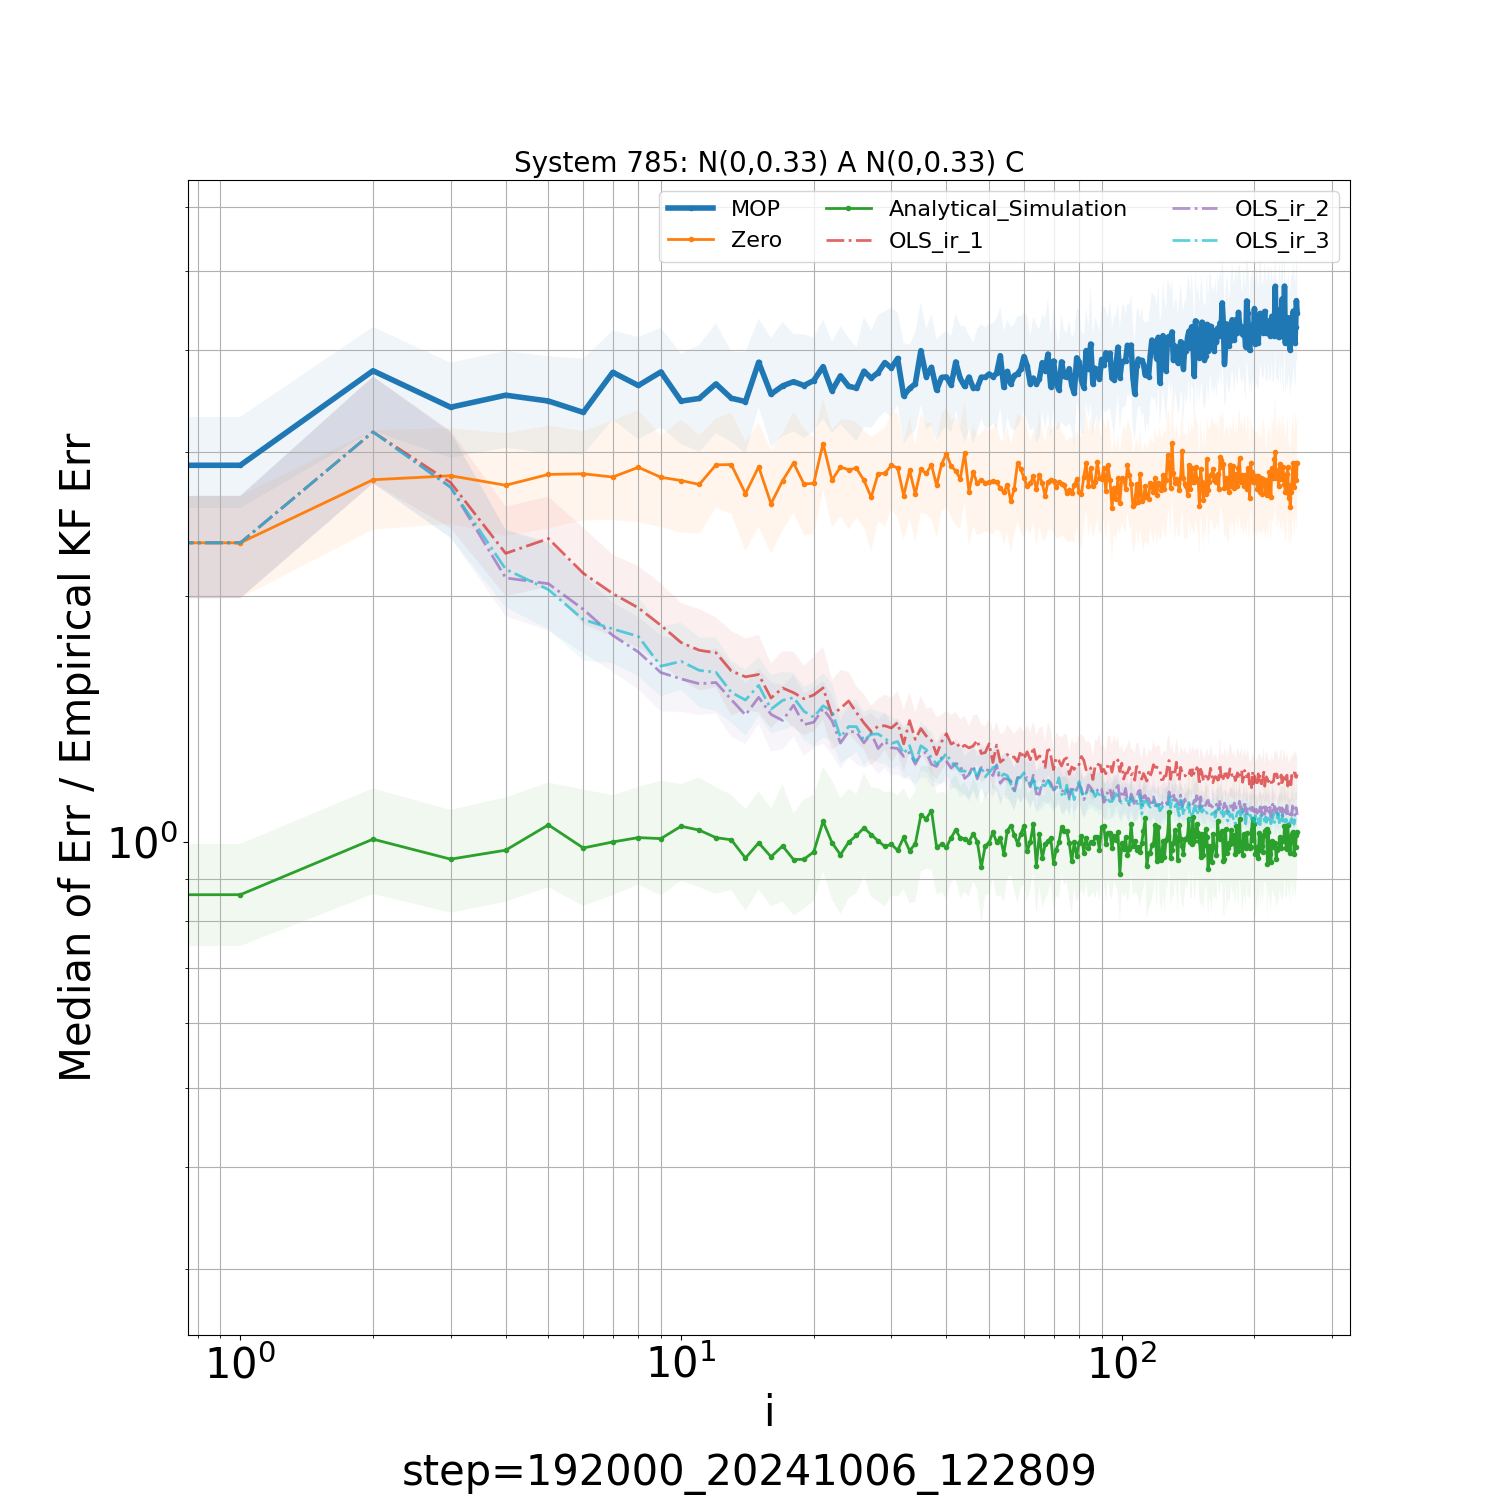 System 785: N(0,0.33) A N(0,0.33) C
MOP
Zero
Analytical_Simulation
OLS_ir_1
OLS_ir_2
OLS_ir_3
Median of Err / Empirical KF Err
10⁰
10⁰ 10¹ 10²
i
step=192000_20241006_122809